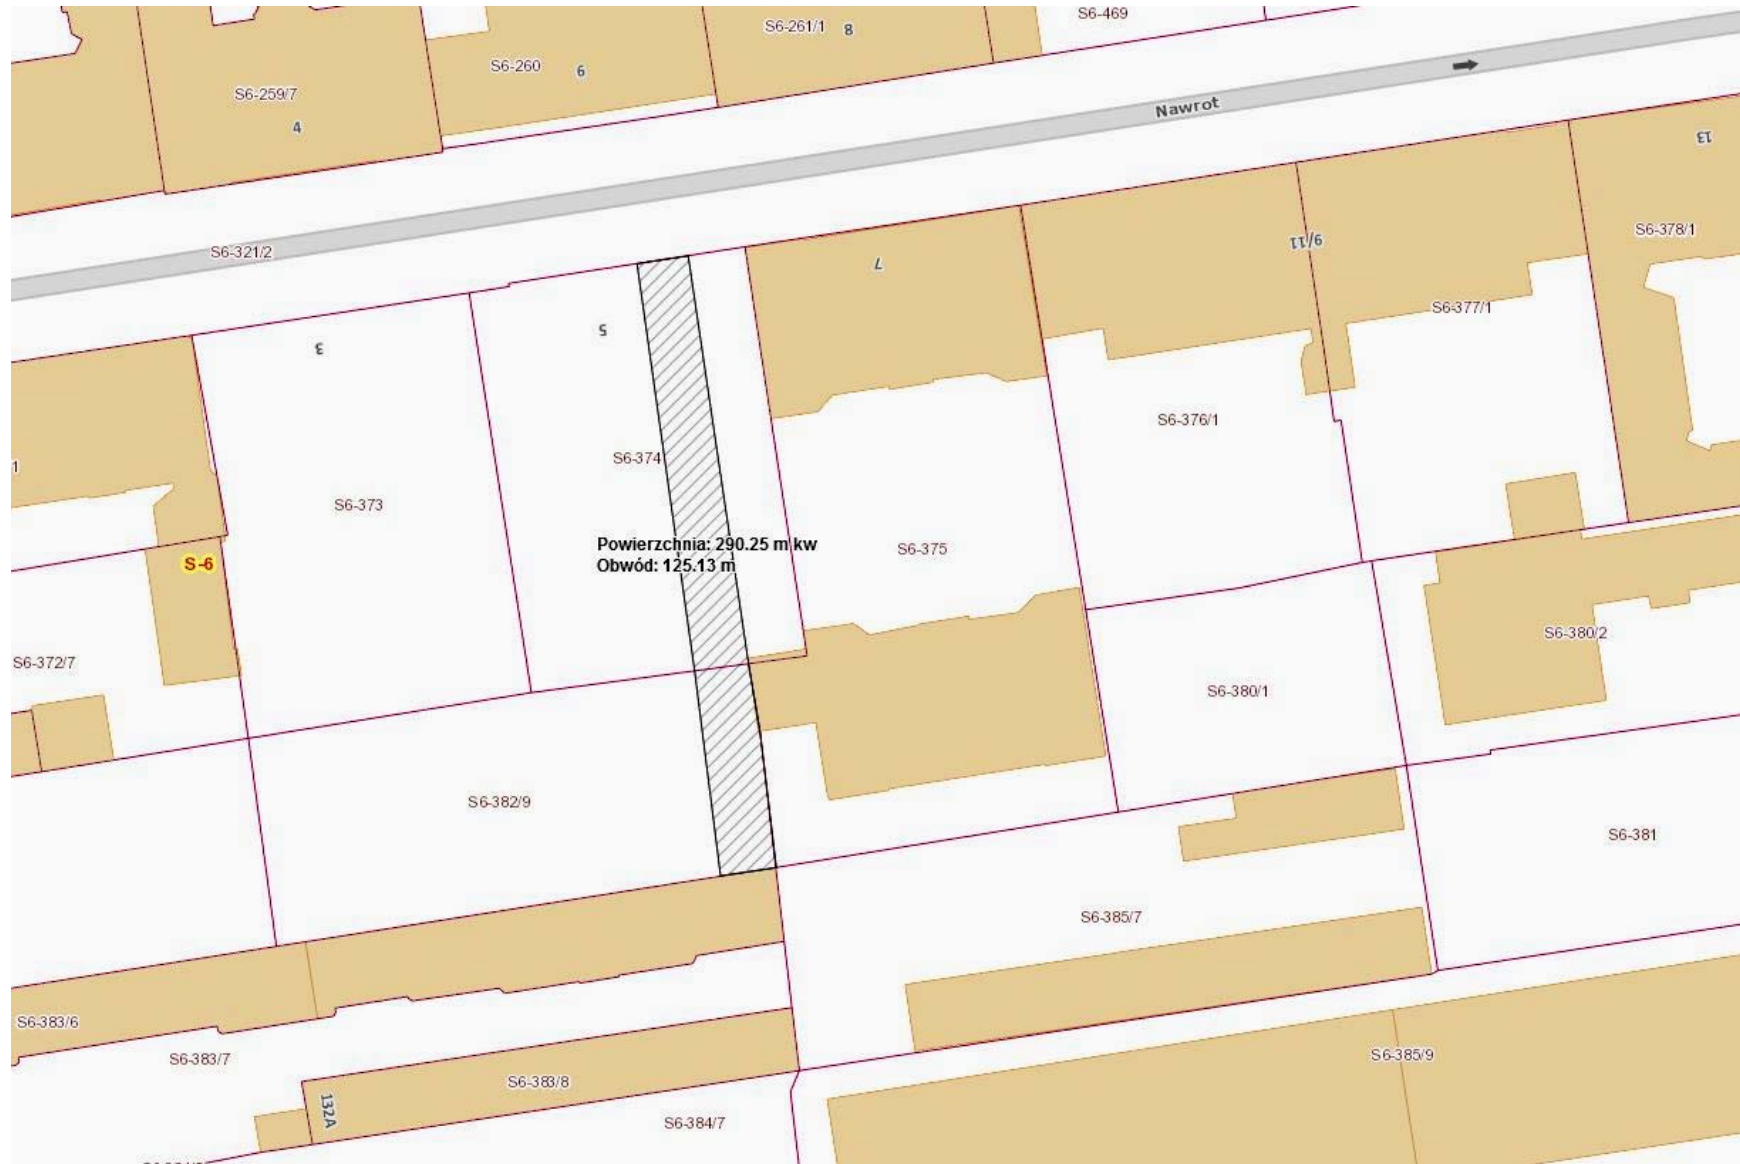 S6-469
S6-261/1
8
S6-260
6
S6-259/7
4
Nawrot
13
S6-321/2
S6-378/1
9/11
7
S6-377/1
5
3
S6-376/1
1
S6-374
S6-373
Powierzchnia: 290.25 m kw
Obwód: 125.13 m
S6-375
S-6
S6-380/2
S6-372/7
S6-380/1
S6-382/9
S6-381
S6-385/7
S6-383/6
S6-383/7
S6-385/9
S6-383/8
132A
S6-384/7